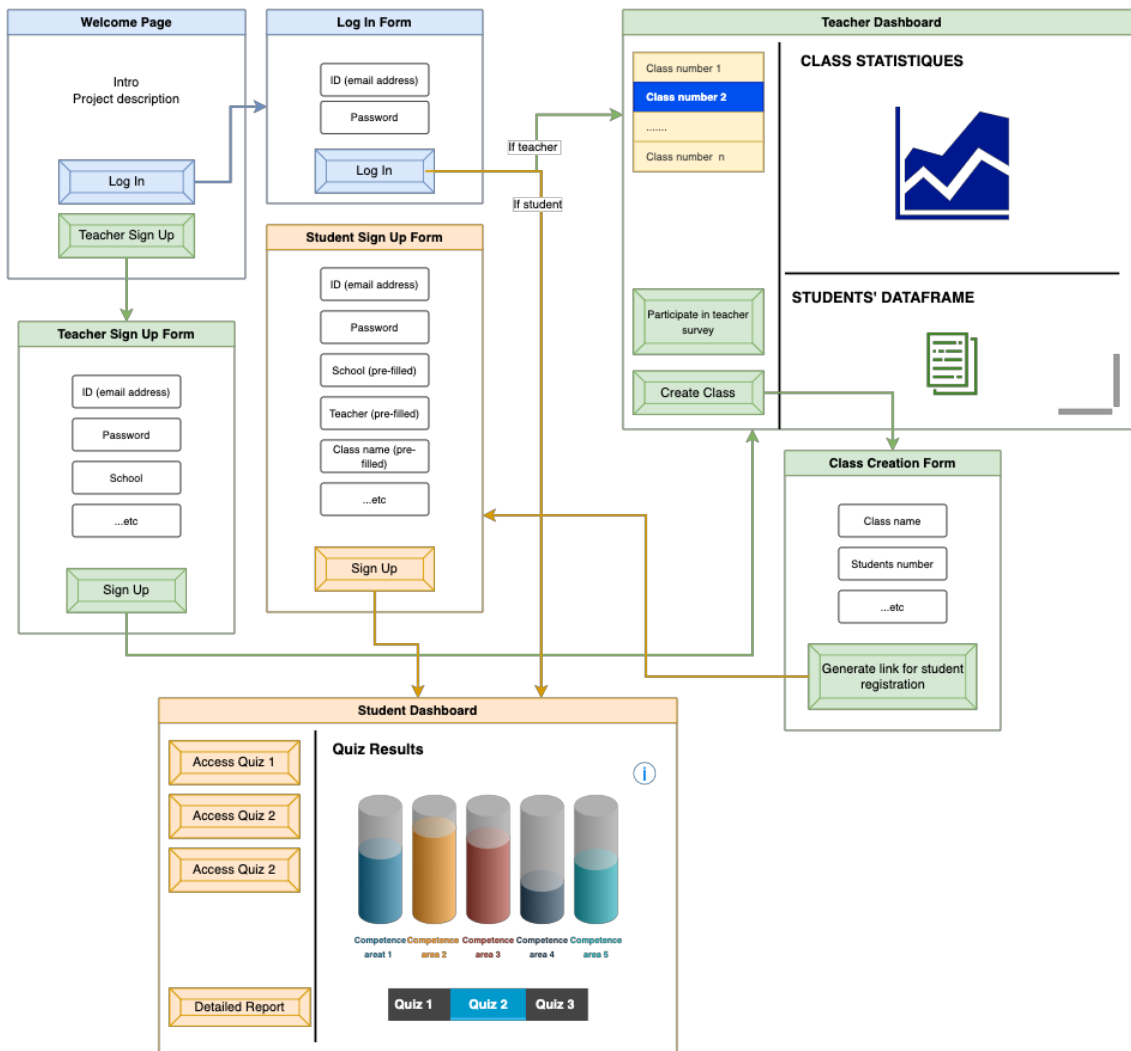 Welcome Page
Intro
Project description
Log In
Teacher Sign Up
Log In Form
ID (email address)
Password
Log In
If teacher
If student
Teacher Dashboard
Class number 1
Class number 2
.......
Class number n
CLASS STATISTIQUES
Participate in teacher
survey
Create Class
STUDENTS' DATAFRAME
Student Sign Up Form
ID (email address)
Password
School (pre-filled)
Teacher (pre-filled)
Class name (pre-
filled)
...etc
Sign Up
Teacher Sign Up Form
ID (email address)
Password
School
...etc
Sign Up
Class Creation Form
Class name
Students number
...etc
Generate link for student
registration
Student Dashboard
Access Quiz 1
Access Quiz 2
Access Quiz 2
Detailed Report
Quiz Results
i
Competence
areat 1
Competence
area 2
Competence
area 3
Competence
area 4
Competence
area 5
Quiz 1
Quiz 2
Quiz 3